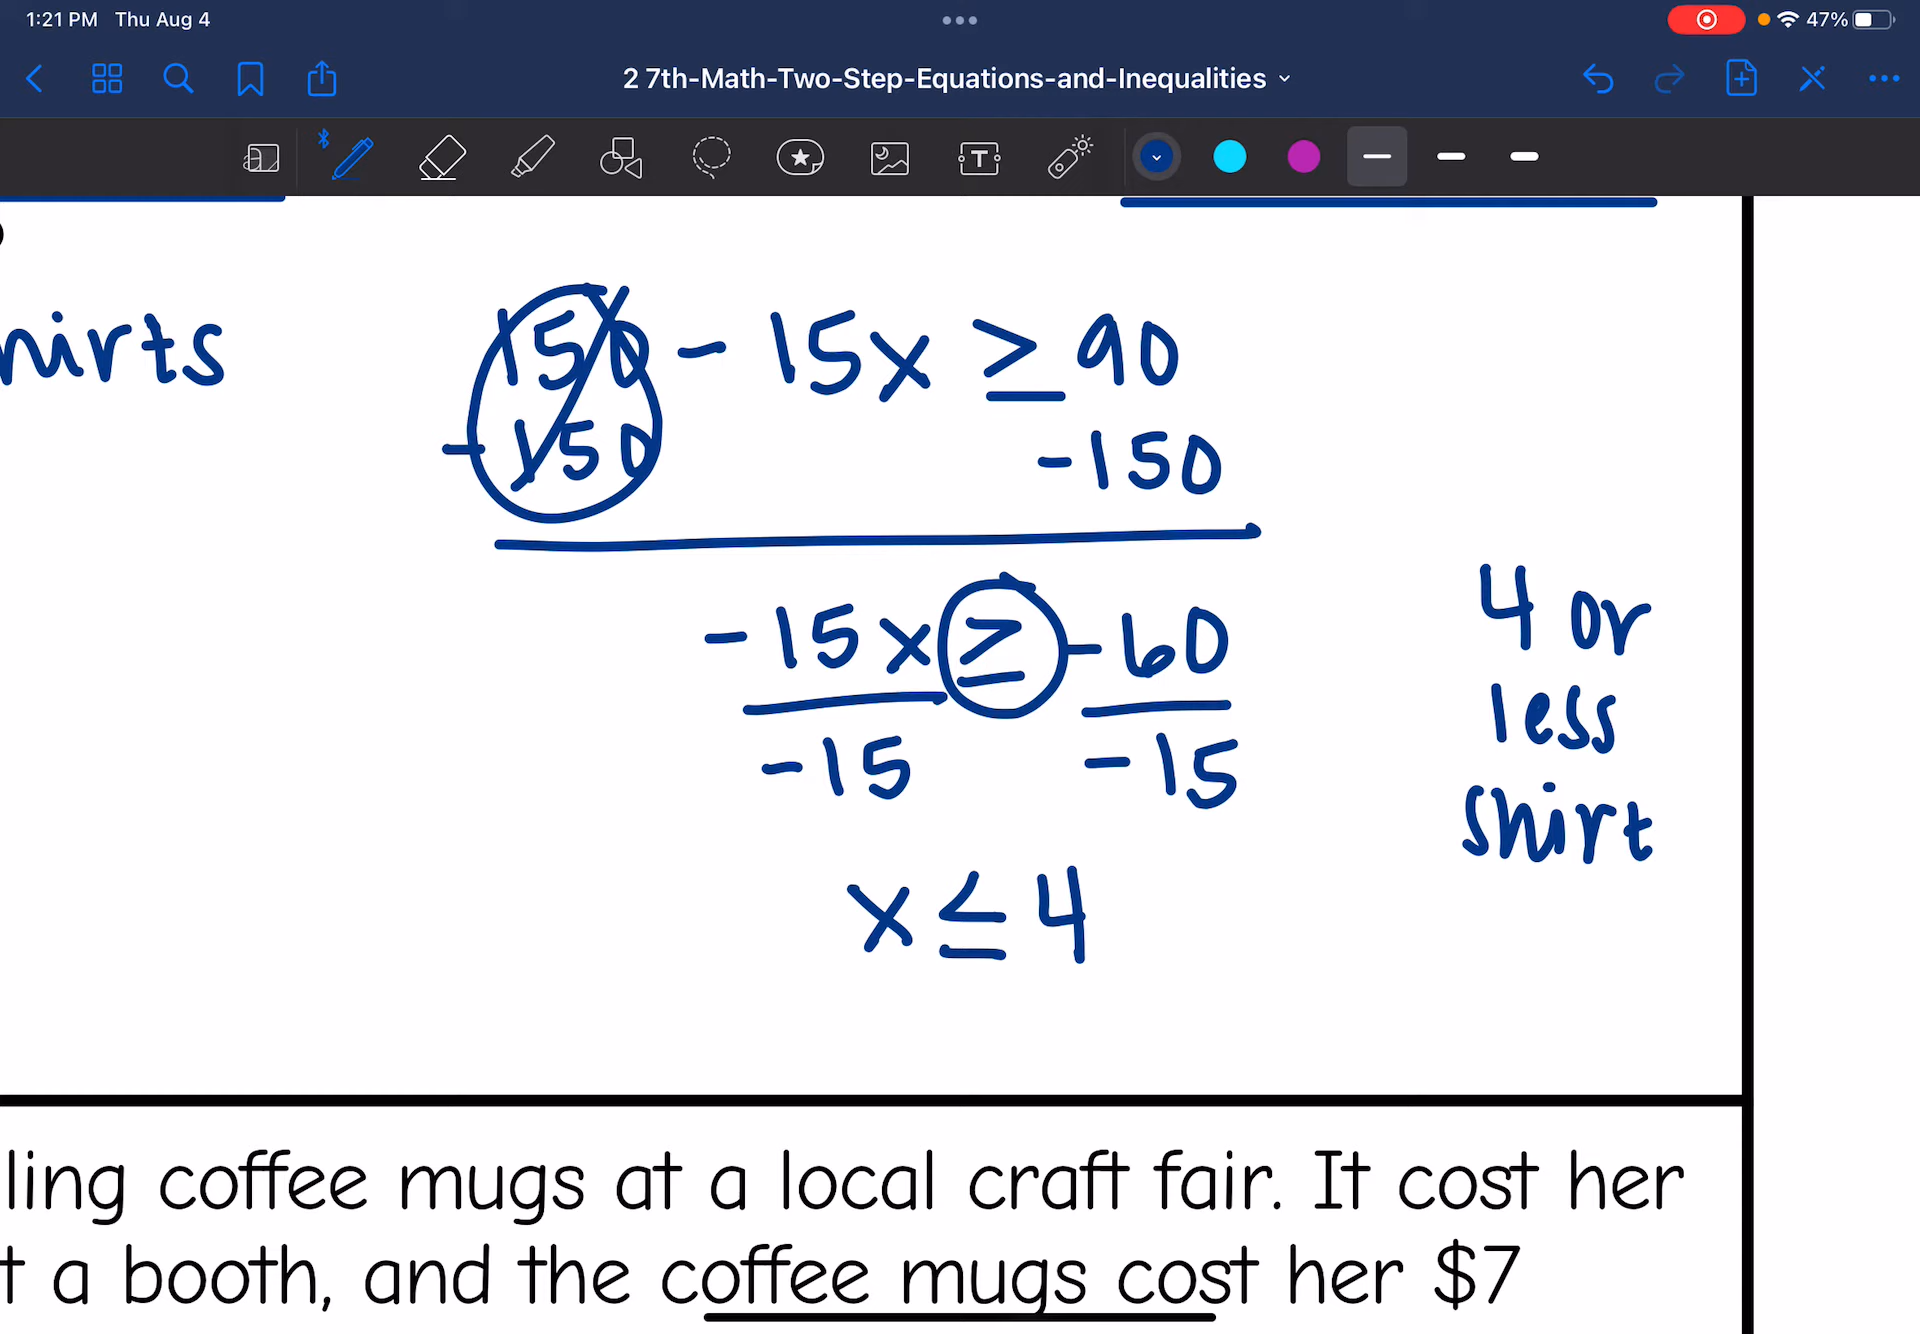 1:21 PM Thu Aug 4
47%
2 7th-Math-Two-Step-Equations-and-Inequalities
T
hirts
150 - 15x ≥ 90
-150 -150
-15x ≥ -60
-15 -15
x ≤ 4
4 or
less
shirt
ling coffee mugs at a local craft fair. It cost her
t a booth, and the coffee mugs cost her $7